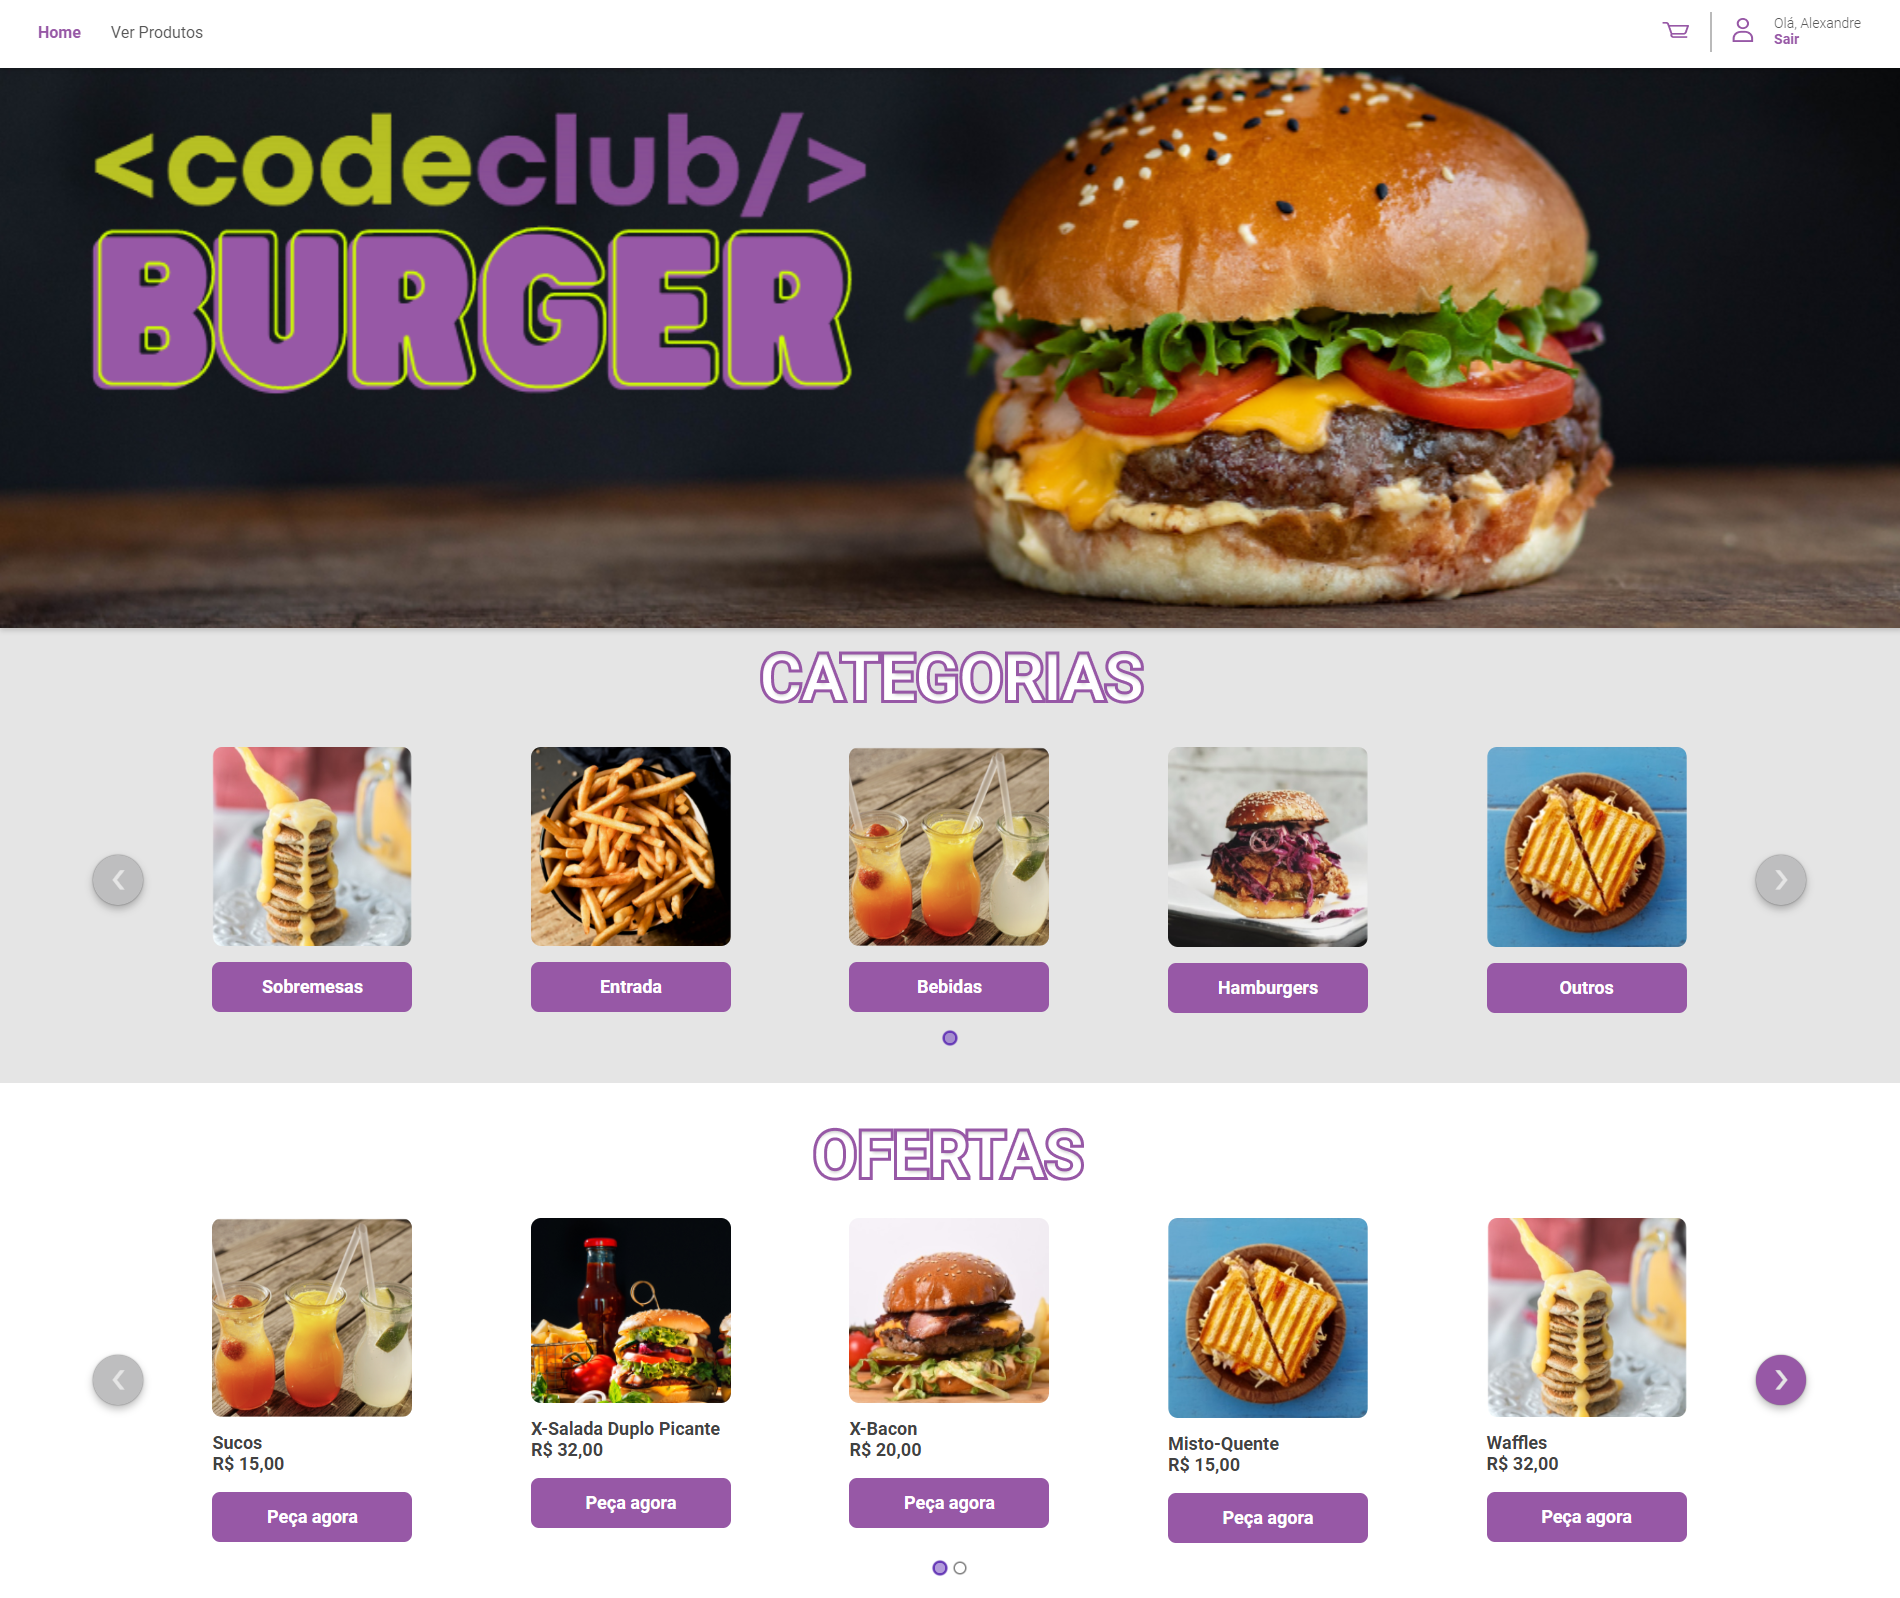 Home
Ver Produtos
Olá, Alexandre
Sair
<codeclub/>
BURGER
CATEGORIAS
Sobremesas
Entrada
Bebidas
Hamburgers
Outros
OFERTAS
Sucos
R$ 15,00
Peça agora
X-Salada Duplo Picante
R$ 32,00
Peça agora
X-Bacon
R$ 20,00
Peça agora
Misto-Quente
R$ 15,00
Peça agora
Waffles
R$ 32,00
Peça agora